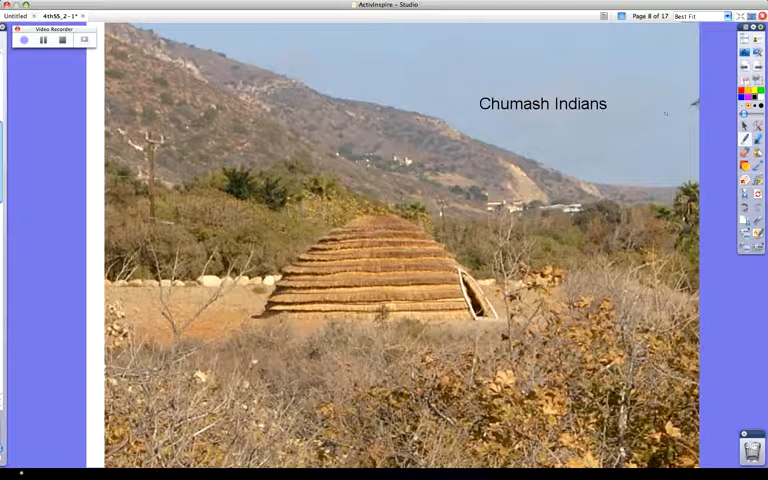 ActivInspire – Studio
Untitled
4thSS_2-1*
Page 8 of 17
Best Fit
Video Recorder
Chumash Indians